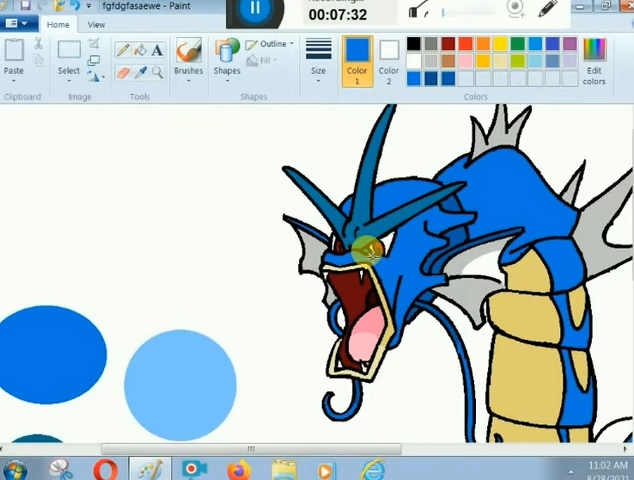 fgfdgfasaewe - Paint
00:07:32
Home View
Paste
Select
Brushes
Shapes
Outline
Fill
Size
Color
1
Color
2
Edit
colors
Clipboard Image Tools Shapes Colors
11:02 AM